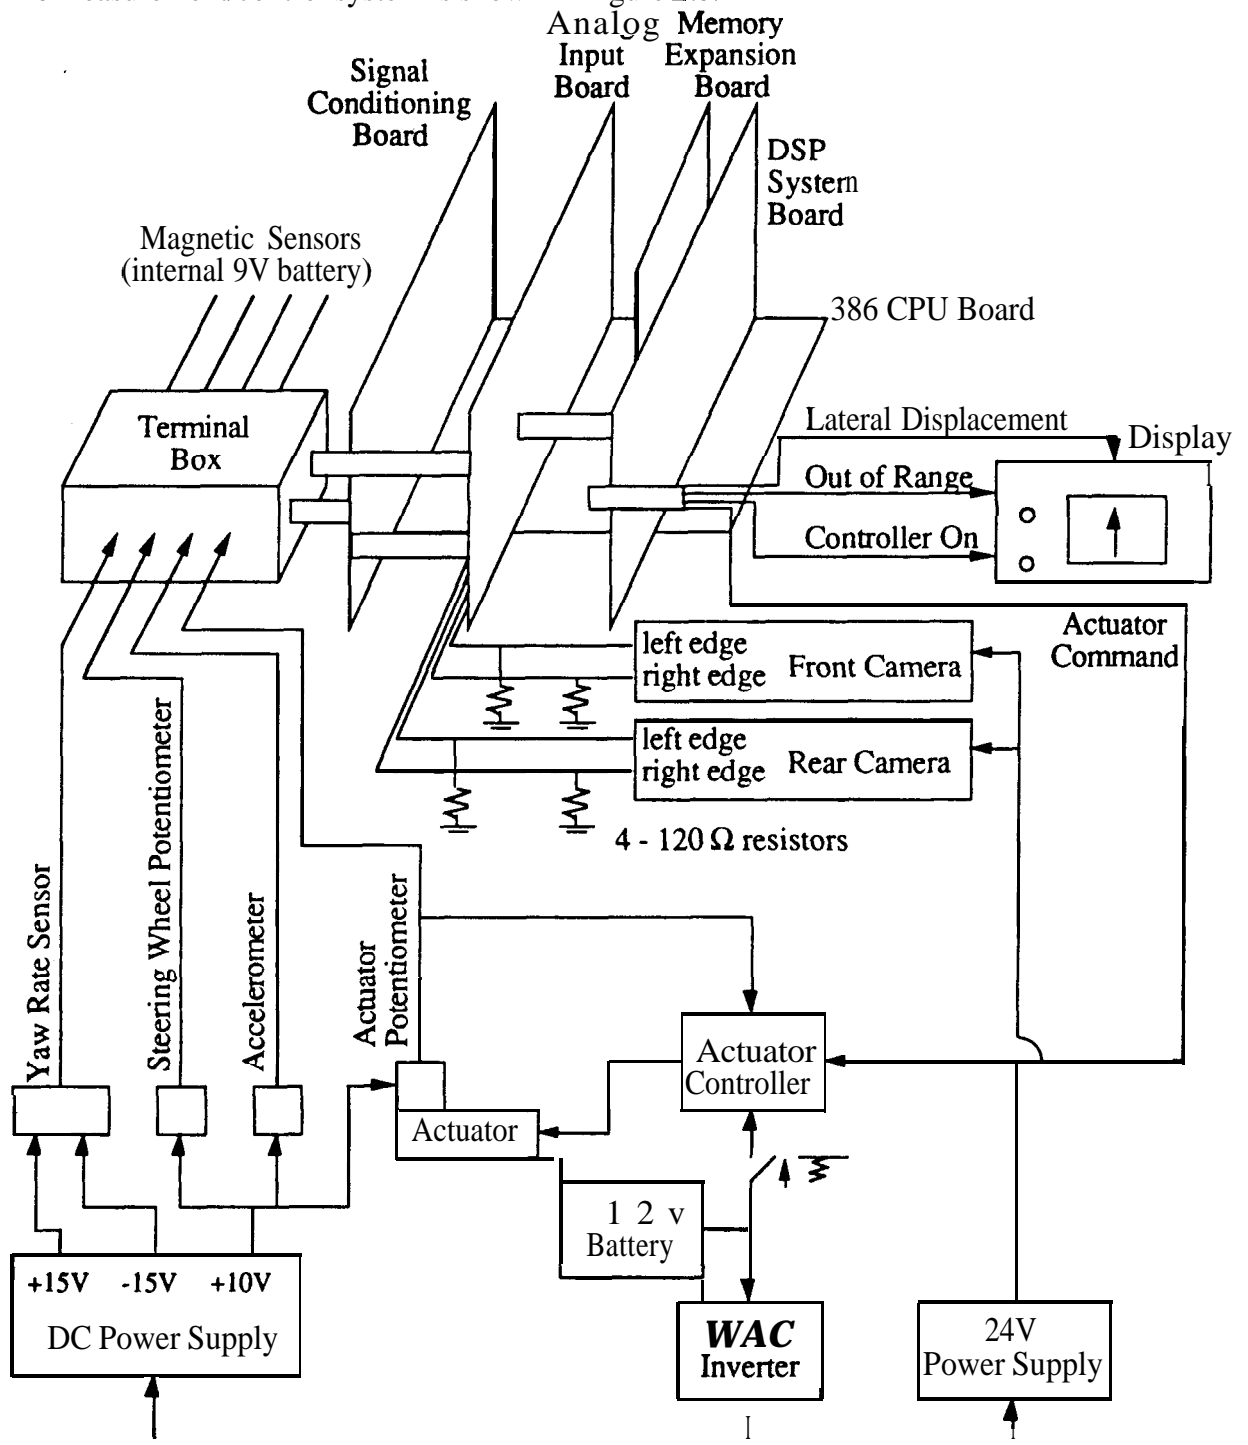 Analog Memory
Input Expansion
Board Board
Signal
Conditioning
Board
DSP
System
Board
Magnetic Sensors
(internal 9V battery)
386 CPU Board
Terminal
Box
Lateral Displacement
Display
Out of Range
Controller On
left edge
right edge
Front Camera
Actuator
Command
left edge
right edge
Rear Camera
4 - 120 Ω resistors
Yaw Rate Sensor
Steering Wheel Potentiometer
Accelerometer
Actuator
Potentiometer
Actuator
Controller
Actuator
1 2 v
Battery
+15V -15V +10V
DC Power Supply
WAC
Inverter
24V
Power Supply